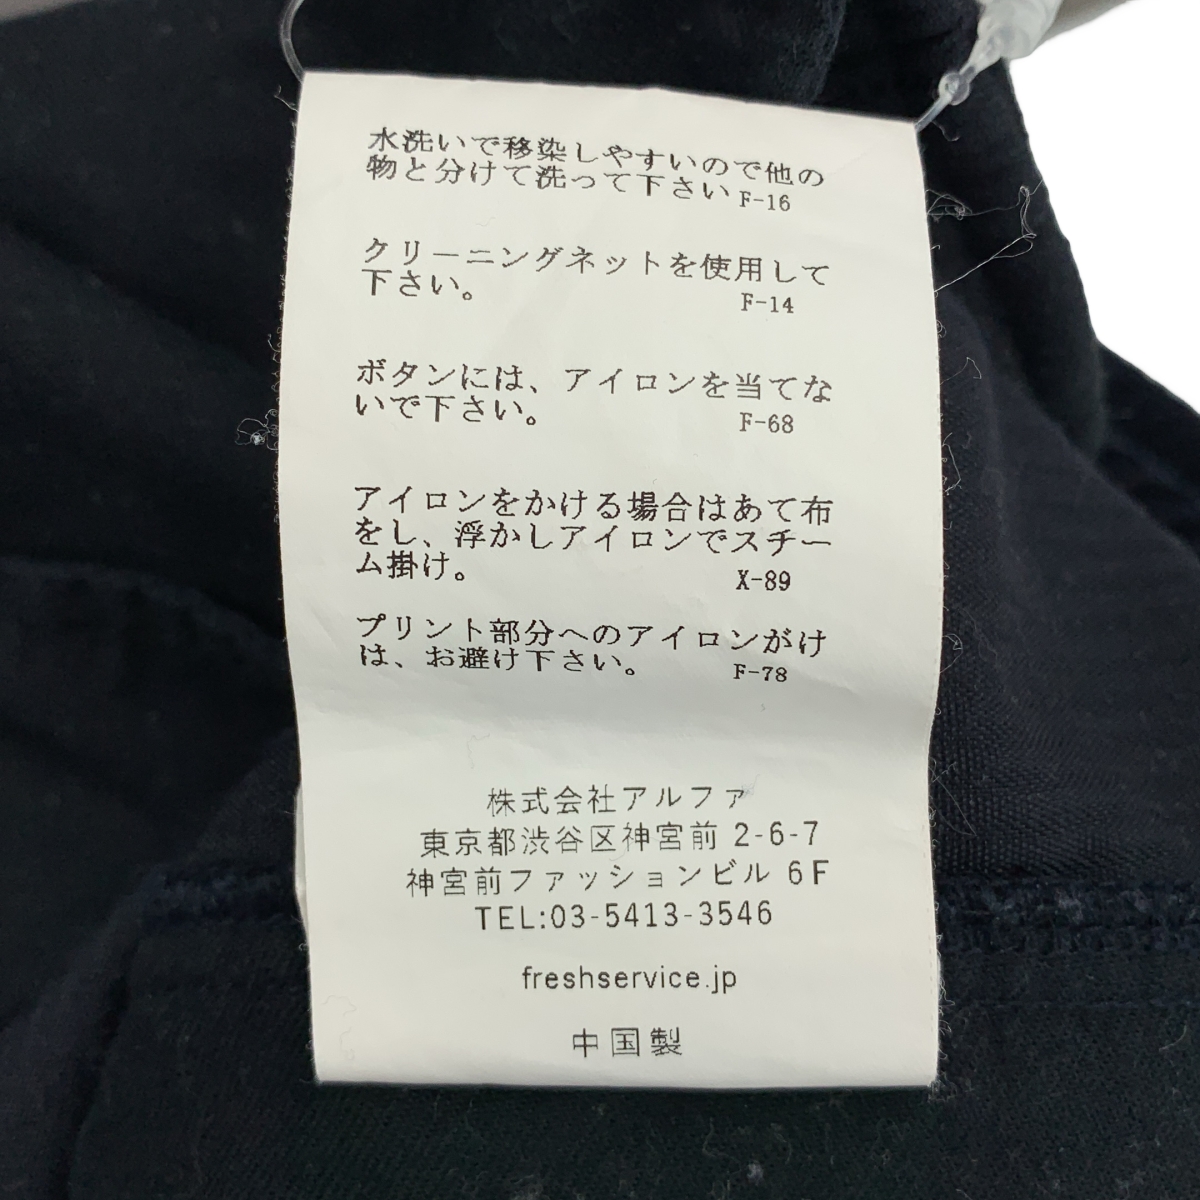 水洗いで移染しやすいので他の
物と分けて洗って下さい F-16
クリーニングネットを使用して
下さい。 F-14
ボタンには、アイロンを当てな
いで下さい。 F-68
アイロンをかける場合はあて布
をし、浮かしアイロンでスチー
ム掛け。 X-89
プリント部分へのアイロンがけ
は、お避け下さい。 F-78
株式会社アルファ
東京都渋谷区神宮前 2-6-7
神宮前ファッションビル 6F
TEL:03-5413-3546
freshservice.jp
中国製